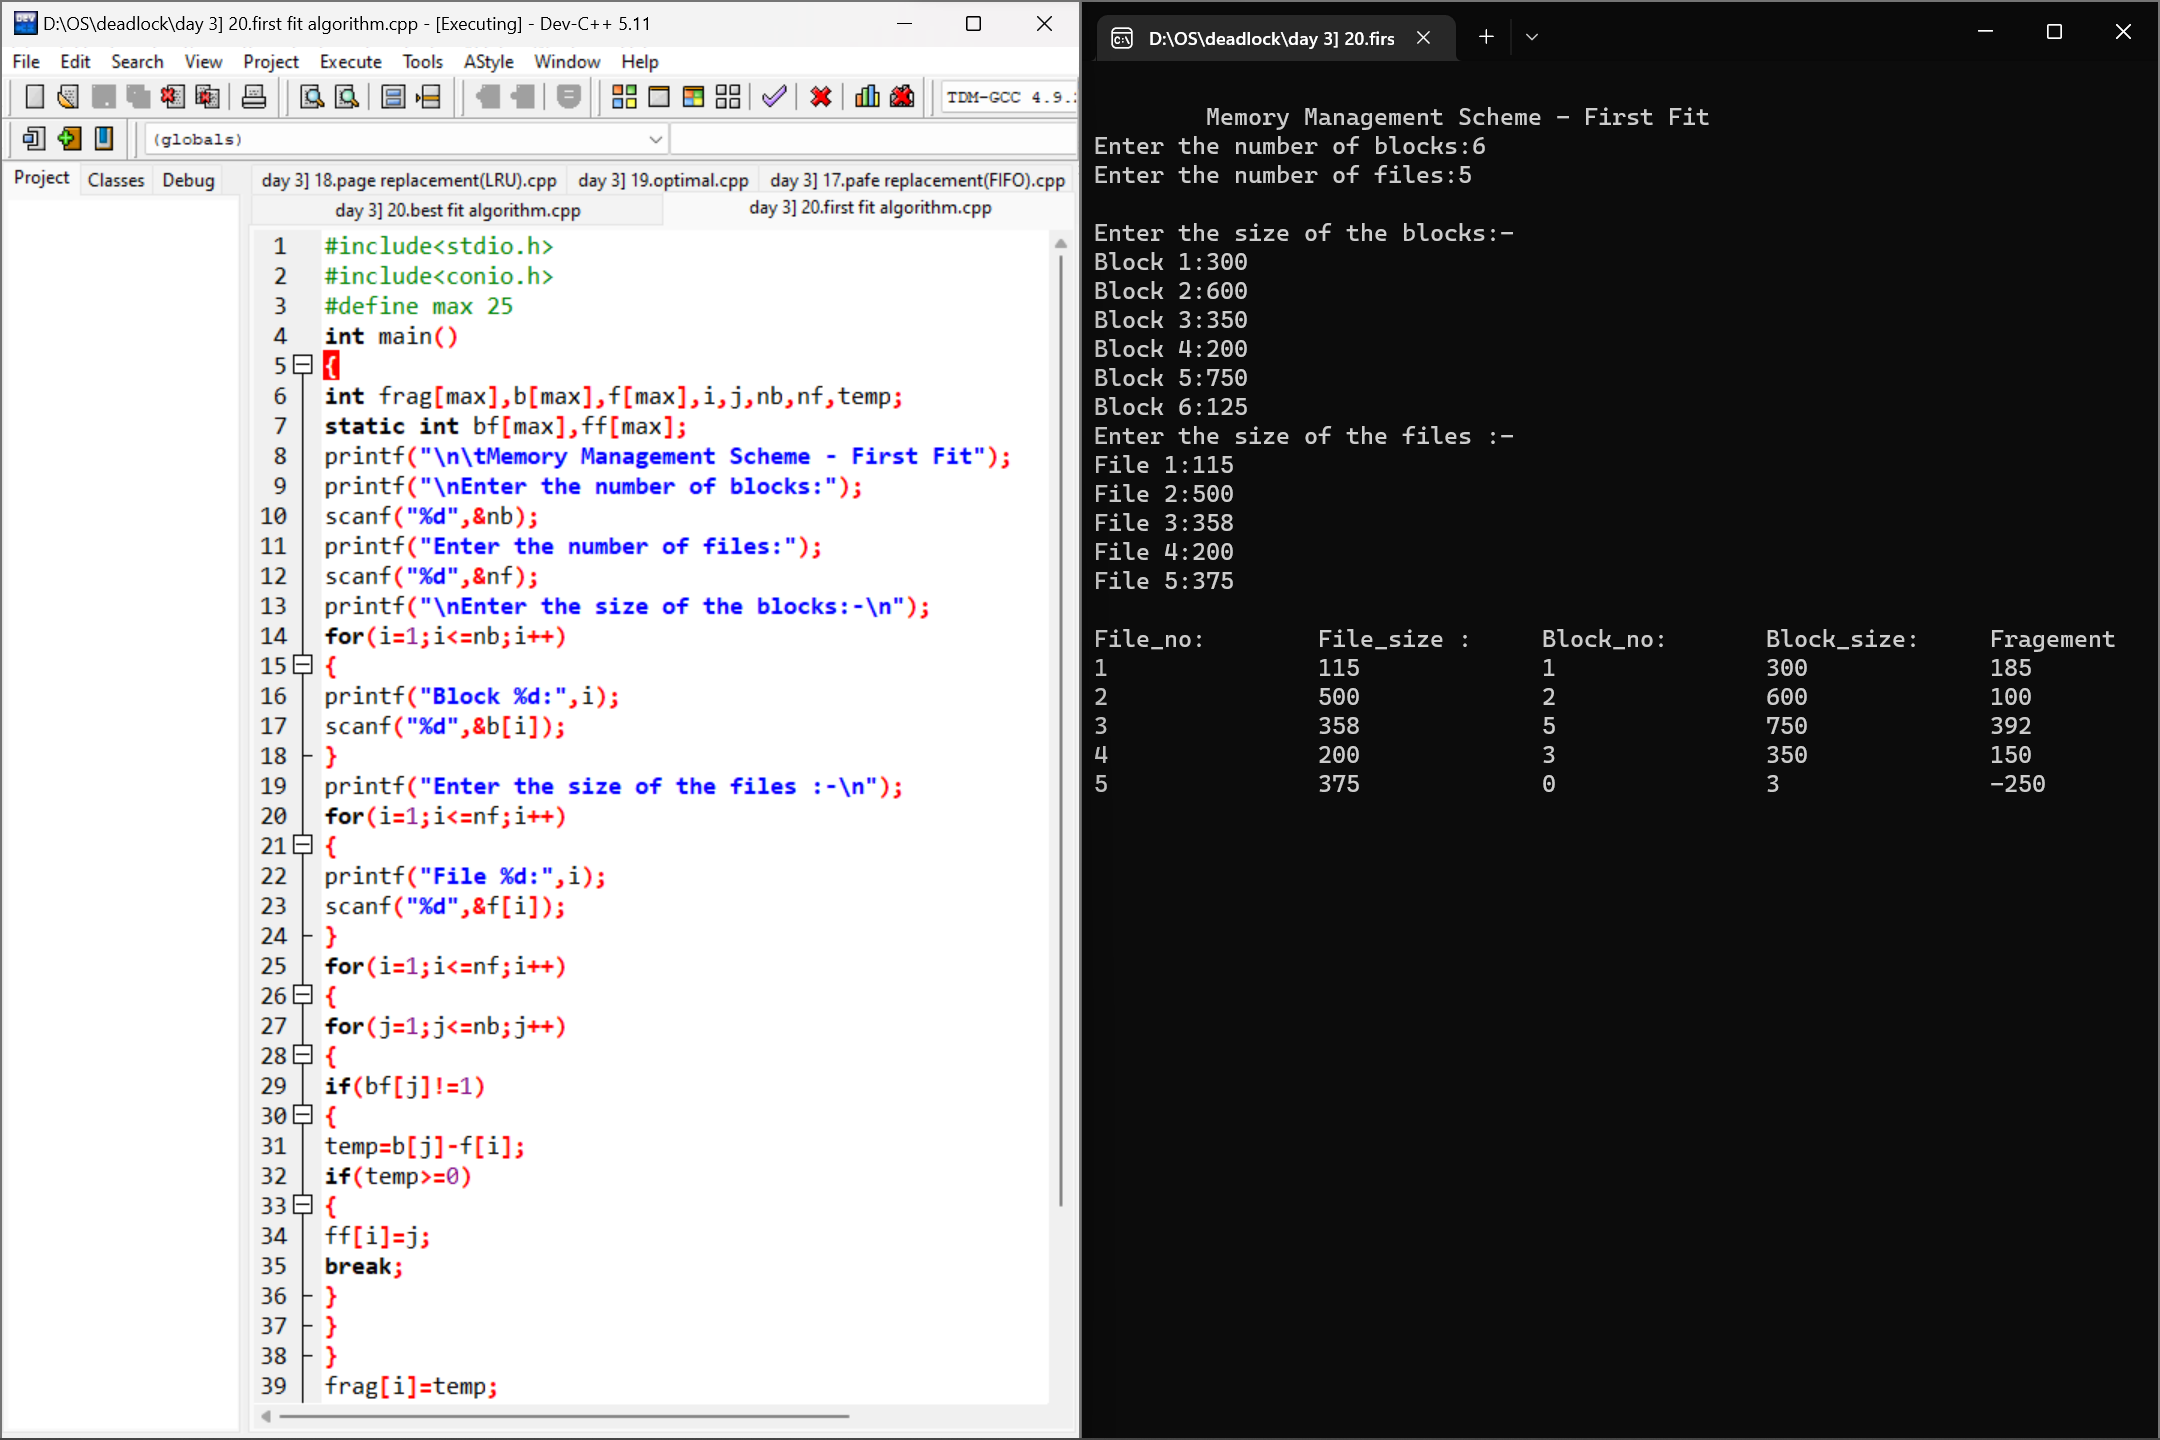 D:\OS\deadlock\day 3] 20.first fit algorithm.cpp - [Executing] - Dev-C++ 5.11
File Edit Search View Project Execute Tools AStyle Window Help
TDM-GCC 4.9.
(globals)
Project Classes Debug
day 3] 18.page replacement(LRU).cpp day 3] 19.optimal.cpp day 3] 17.pafe replacement(FIFO).cpp
day 3] 20.best fit algorithm.cpp day 3] 20.first fit algorithm.cpp
1 #include<stdio.h>
2 #include<conio.h>
3 #define max 25
4 int main()
5 {
6 int frag[max],b[max],f[max],i,j,nb,nf,temp;
7 static int bf[max],ff[max];
8 printf("\n\tMemory Management Scheme - First Fit");
9 printf("\nEnter the number of blocks:");
10 scanf("%d",&nb);
11 printf("Enter the number of files:");
12 scanf("%d",&nf);
13 printf("\nEnter the size of the blocks:-\n");
14 for(i=1;i<=nb;i++)
15 {
16 printf("Block %d:",i);
17 scanf("%d",&b[i]);
18 }
19 printf("Enter the size of the files :-\n");
20 for(i=1;i<=nf;i++)
21 {
22 printf("File %d:",i);
23 scanf("%d",&f[i]);
24 }
25 for(i=1;i<=nf;i++)
26 {
27 for(j=1;j<=nb;j++)
28 {
29 if(bf[j]!=1)
30 {
31 temp=b[j]-f[i];
32 if(temp>=0)
33 {
34 ff[i]=j;
35 break;
36 }
37 }
38 }
39 frag[i]=temp;
D:\OS\deadlock\day 3] 20.firs
Memory Management Scheme - First Fit
Enter the number of blocks:6
Enter the number of files:5
Enter the size of the blocks:-
Block 1:300
Block 2:600
Block 3:350
Block 4:200
Block 5:750
Block 6:125
Enter the size of the files :-
File 1:115
File 2:500
File 3:358
File 4:200
File 5:375
File_no: File_size : Block_no: Block_size: Fragement
1 115 1 300 185
2 500 2 600 100
3 358 5 750 392
4 200 3 350 150
5 375 0 3 -250